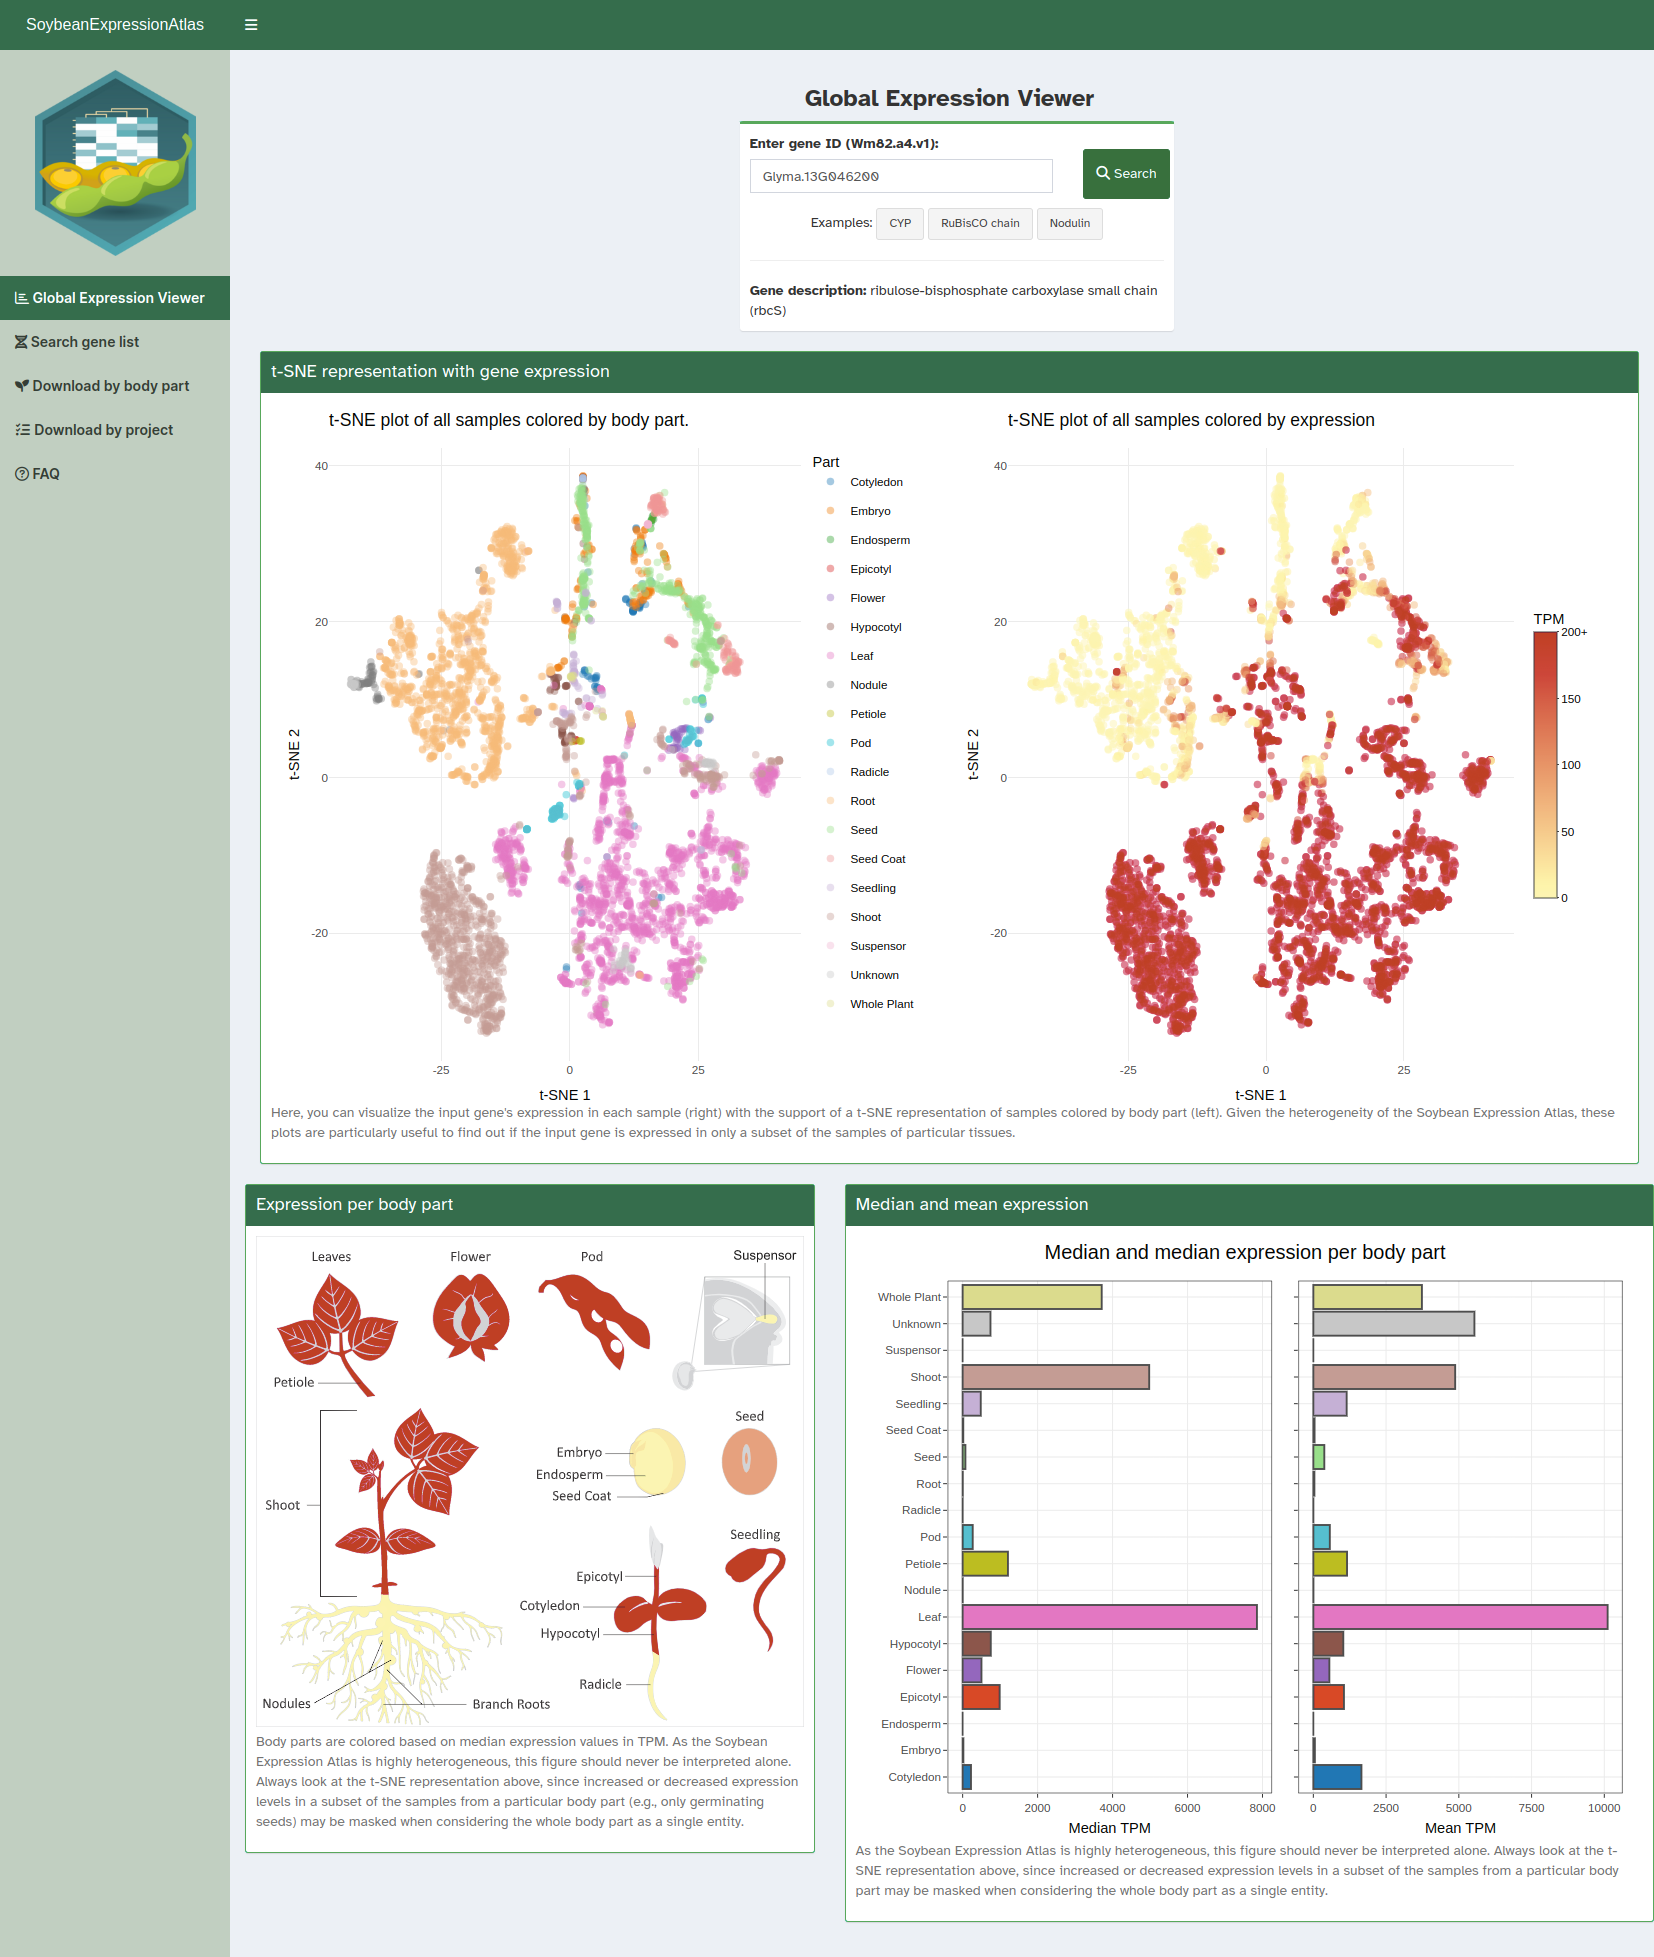 SoybeanExpressionAtlas
Global Expression Viewer
Search gene list
Download by body part
Download by project
FAQ
Global Expression Viewer
Enter gene ID (Wm82.a4.v1):
Glyma.13G046200
Search
Examples: CYP RuBisCO chain Nodulin
Gene description: ribulose-bisphosphate carboxylase small chain
(rbcS)
t-SNE representation with gene expression
t-SNE plot of all samples colored by body part.
40
20
0
-20
t-SNE 2
-25 0 25
t-SNE 1
Part
Cotyledon
Embryo
Endosperm
Epicotyl
Flower
Hypocotyl
Leaf
Nodule
Petiole
Pod
Radicle
Root
Seed
Seed Coat
Seedling
Shoot
Suspensor
Unknown
Whole Plant
t-SNE plot of all samples colored by expression
40
20
0
-20
t-SNE 2
-25 0 25
t-SNE 1
TPM
200+
150
100
50
0
Here, you can visualize the input gene's expression in each sample (right) with the support of a t-SNE representation of samples colored by body part (left). Given the heterogeneity of the Soybean Expression Atlas, these
plots are particularly useful to find out if the input gene is expressed in only a subset of the samples of particular tissues.
Expression per body part
Leaves
Flower
Pod
Suspensor
Petiole
Seed
Embryo
Endosperm
Seed Coat
Shoot
Seedling
Epicotyl
Cotyledon
Hypocotyl
Radicle
Nodules
Branch Roots
Body parts are colored based on median expression values in TPM. As the Soybean
Expression Atlas is highly heterogeneous, this figure should never be interpreted alone.
Always look at the t-SNE representation above, since increased or decreased expression
levels in a subset of the samples from a particular body part (e.g., only germinating
seeds) may be masked when considering the whole body part as a single entity.
Median and mean expression
Median and median expression per body part
Whole Plant
Unknown
Suspensor
Shoot
Seedling
Seed Coat
Seed
Root
Radicle
Pod
Petiole
Nodule
Leaf
Hypocotyl
Flower
Epicotyl
Endosperm
Embryo
Cotyledon
0 2000 4000 6000 8000
Median TPM
0 2500 5000 7500 10000
Mean TPM
As the Soybean Expression Atlas is highly heterogeneous, this figure should never be interpreted alone. Always look at the t-
SNE representation above, since increased or decreased expression levels in a subset of the samples from a particular body
part may be masked when considering the whole body part as a single entity.